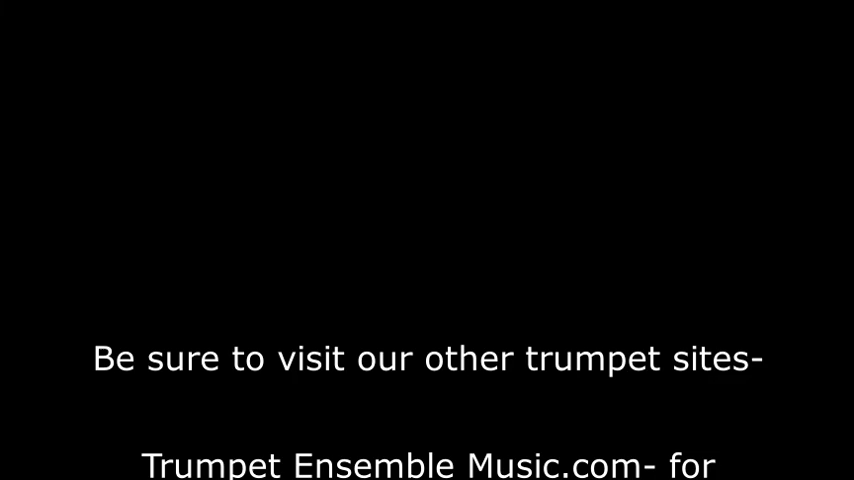 Be sure to visit our other trumpet sites-
Trumpet Ensemble Music.com- for